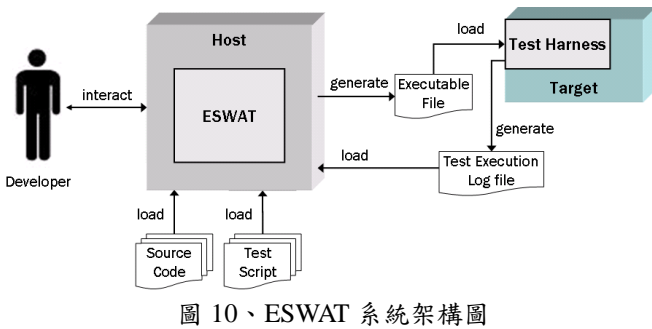 Host
ESWAT
interact
Developer
generate
Executable
File
load
Test Harness
Target
generate
Test Execution
Log file
load
load
load
Source
Code
Test
Script
圖 10、ESWAT 系統架構圖